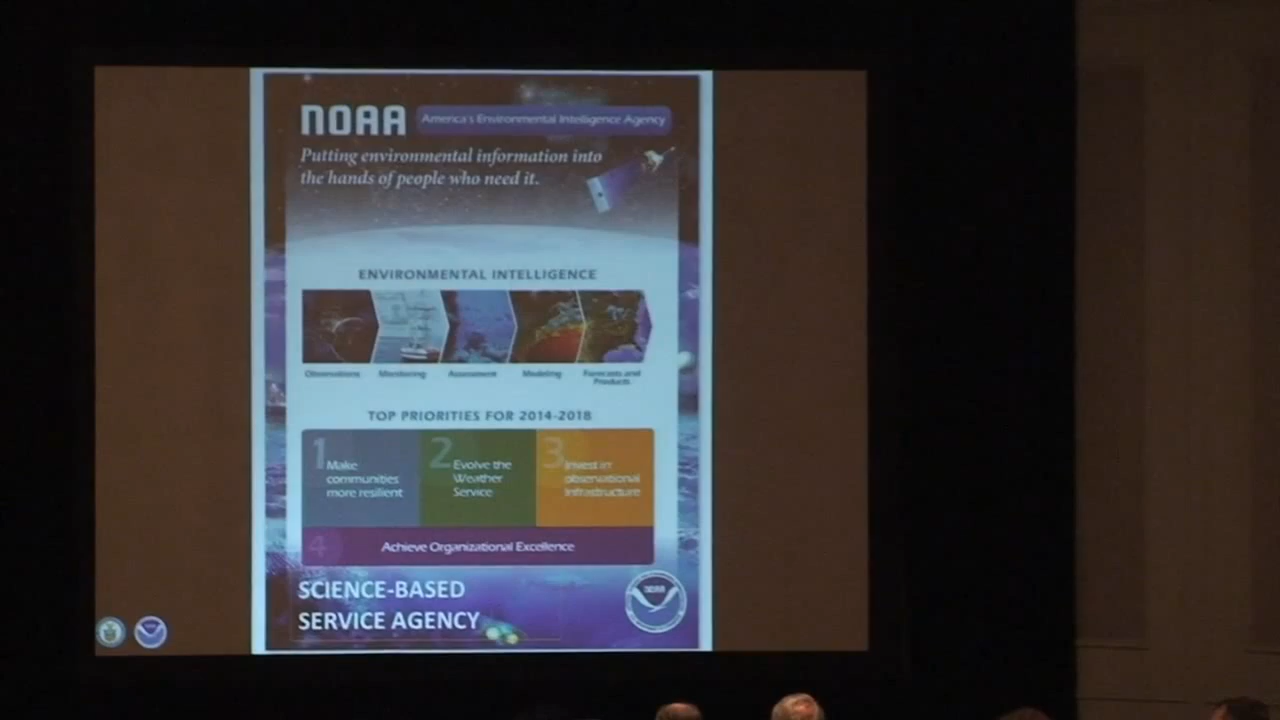 NOAA America's Environmental Intelligence Agency
Putting environmental information into
the hands of people who need it.
ENVIRONMENTAL INTELLIGENCE
Observations Monitoring Assessment Modeling Forecasts and
Products
TOP PRIORITIES FOR 2014-2018
1 Make
communities
more resilient
2 Evolve the
Weather
Service
3 Invest in
observational
infrastructure
4 Achieve Organizational Excellence
SCIENCE-BASED
SERVICE AGENCY
NOAA